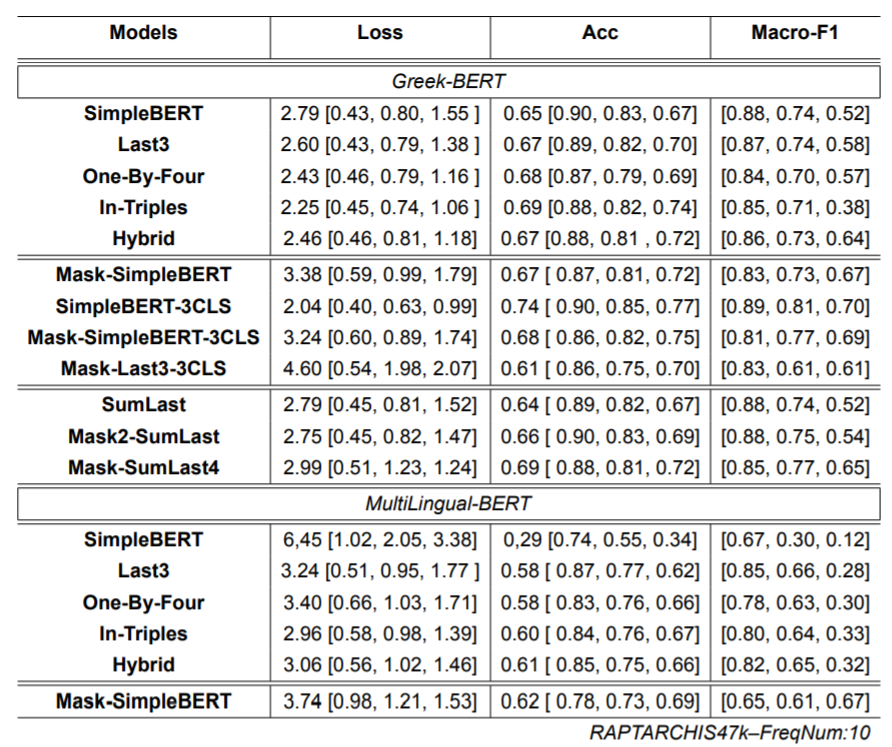 Models Loss Acc Macro-F1
Greek-BERT
SimpleBERT 2.79 [0.43, 0.80, 1.55 ] 0.65 [0.90, 0.83, 0.67] [0.88, 0.74, 0.52]
Last3 2.60 [0.43, 0.79, 1.38 ] 0.67 [0.89, 0.82, 0.70] [0.87, 0.74, 0.58]
One-By-Four 2.43 [0.46, 0.79, 1.16 ] 0.68 [0.87, 0.79, 0.69] [0.84, 0.70, 0.57]
In-Triples 2.25 [0.45, 0.74, 1.06 ] 0.69 [0.88, 0.82, 0.74] [0.85, 0.71, 0.38]
Hybrid 2.46 [0.46, 0.81, 1.18] 0.67 [0.88, 0.81 , 0.72] [0.86, 0.73, 0.64]
Mask-SimpleBERT 3.38 [0.59, 0.99, 1.79] 0.67 [ 0.87, 0.81, 0.72] [0.83, 0.73, 0.67]
SimpleBERT-3CLS 2.04 [0.40, 0.63, 0.99] 0.74 [ 0.90, 0.85, 0.77] [0.89, 0.81, 0.70]
Mask-SimpleBERT-3CLS 3.24 [0.60, 0.89, 1.74] 0.68 [ 0.86, 0.82, 0.75] [0.81, 0.77, 0.69]
Mask-Last3-3CLS 4.60 [0.54, 1.98, 2.07] 0.61 [ 0.86, 0.75, 0.70] [0.83, 0.61, 0.61]
SumLast 2.79 [0.45, 0.81, 1.52] 0.64 [ 0.89, 0.82, 0.67] [0.88, 0.74, 0.52]
Mask2-SumLast 2.75 [0.45, 0.82, 1.47] 0.66 [ 0.90, 0.83, 0.69] [0.88, 0.75, 0.54]
Mask-SumLast4 2.99 [0.51, 1.23, 1.24] 0.69 [ 0.88, 0.81, 0.72] [0.85, 0.77, 0.65]
MultiLingual-BERT
SimpleBERT 6,45 [1.02, 2.05, 3.38] 0,29 [0.74, 0.55, 0.34] [0.67, 0.30, 0.12]
Last3 3.24 [0.51, 0.95, 1.77 ] 0.58 [ 0.87, 0.77, 0.62] [0.85, 0.66, 0.28]
One-By-Four 3.40 [0.66, 1.03, 1.71] 0.58 [ 0.83, 0.76, 0.66] [0.78, 0.63, 0.30]
In-Triples 2.96 [0.58, 0.98, 1.39] 0.60 [ 0.84, 0.76, 0.67] [0.80, 0.64, 0.33]
Hybrid 3.06 [0.56, 1.02, 1.46] 0.61 [ 0.85, 0.75, 0.66] [0.82, 0.65, 0.32]
Mask-SimpleBERT 3.74 [0.98, 1.21, 1.53] 0.62 [ 0.78, 0.73, 0.69] [0.65, 0.61, 0.67]
RAPTARCHIS47k–FreqNum:10